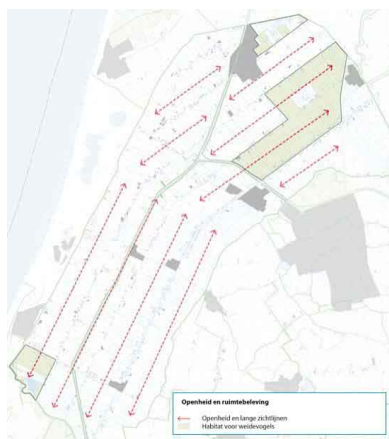 Openheid en ruimtebeleving
Openheid en lange zichtlijnen
Habitat voor weidevogels